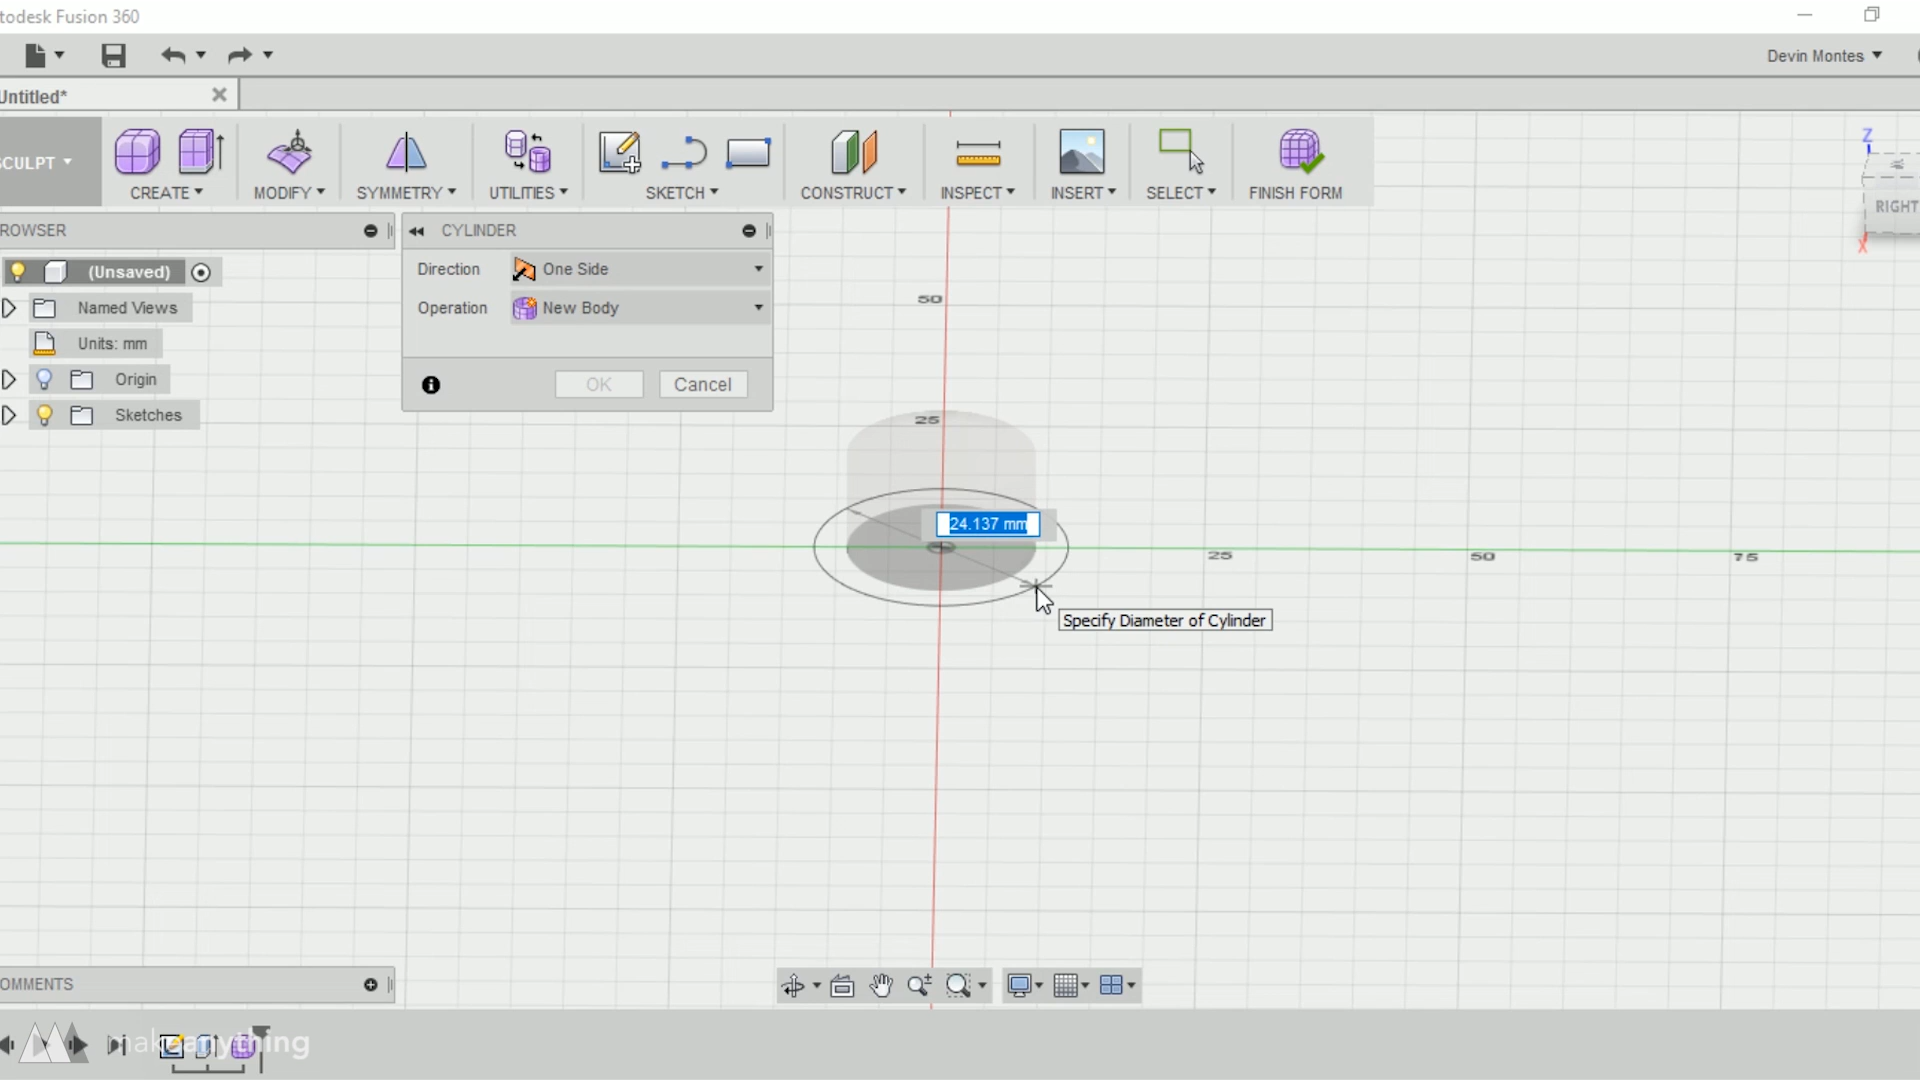 todesk Fusion 360
Devin Montes
Untitled*
SCULPT
CREATE
MODIFY
SYMMETRY
UTILITIES
SKETCH
CONSTRUCT
INSPECT
INSERT
SELECT
FINISH FORM
Z
RIGHT
X
ROWSER
CYLINDER
(Unsaved)
Direction
One Side
Named Views
Operation
New Body
Units: mm
Origin
OK
Cancel
Sketches
50
25
24.137 mm
25
50
75
Specify Diameter of Cylinder
OMMENTS
makeanything